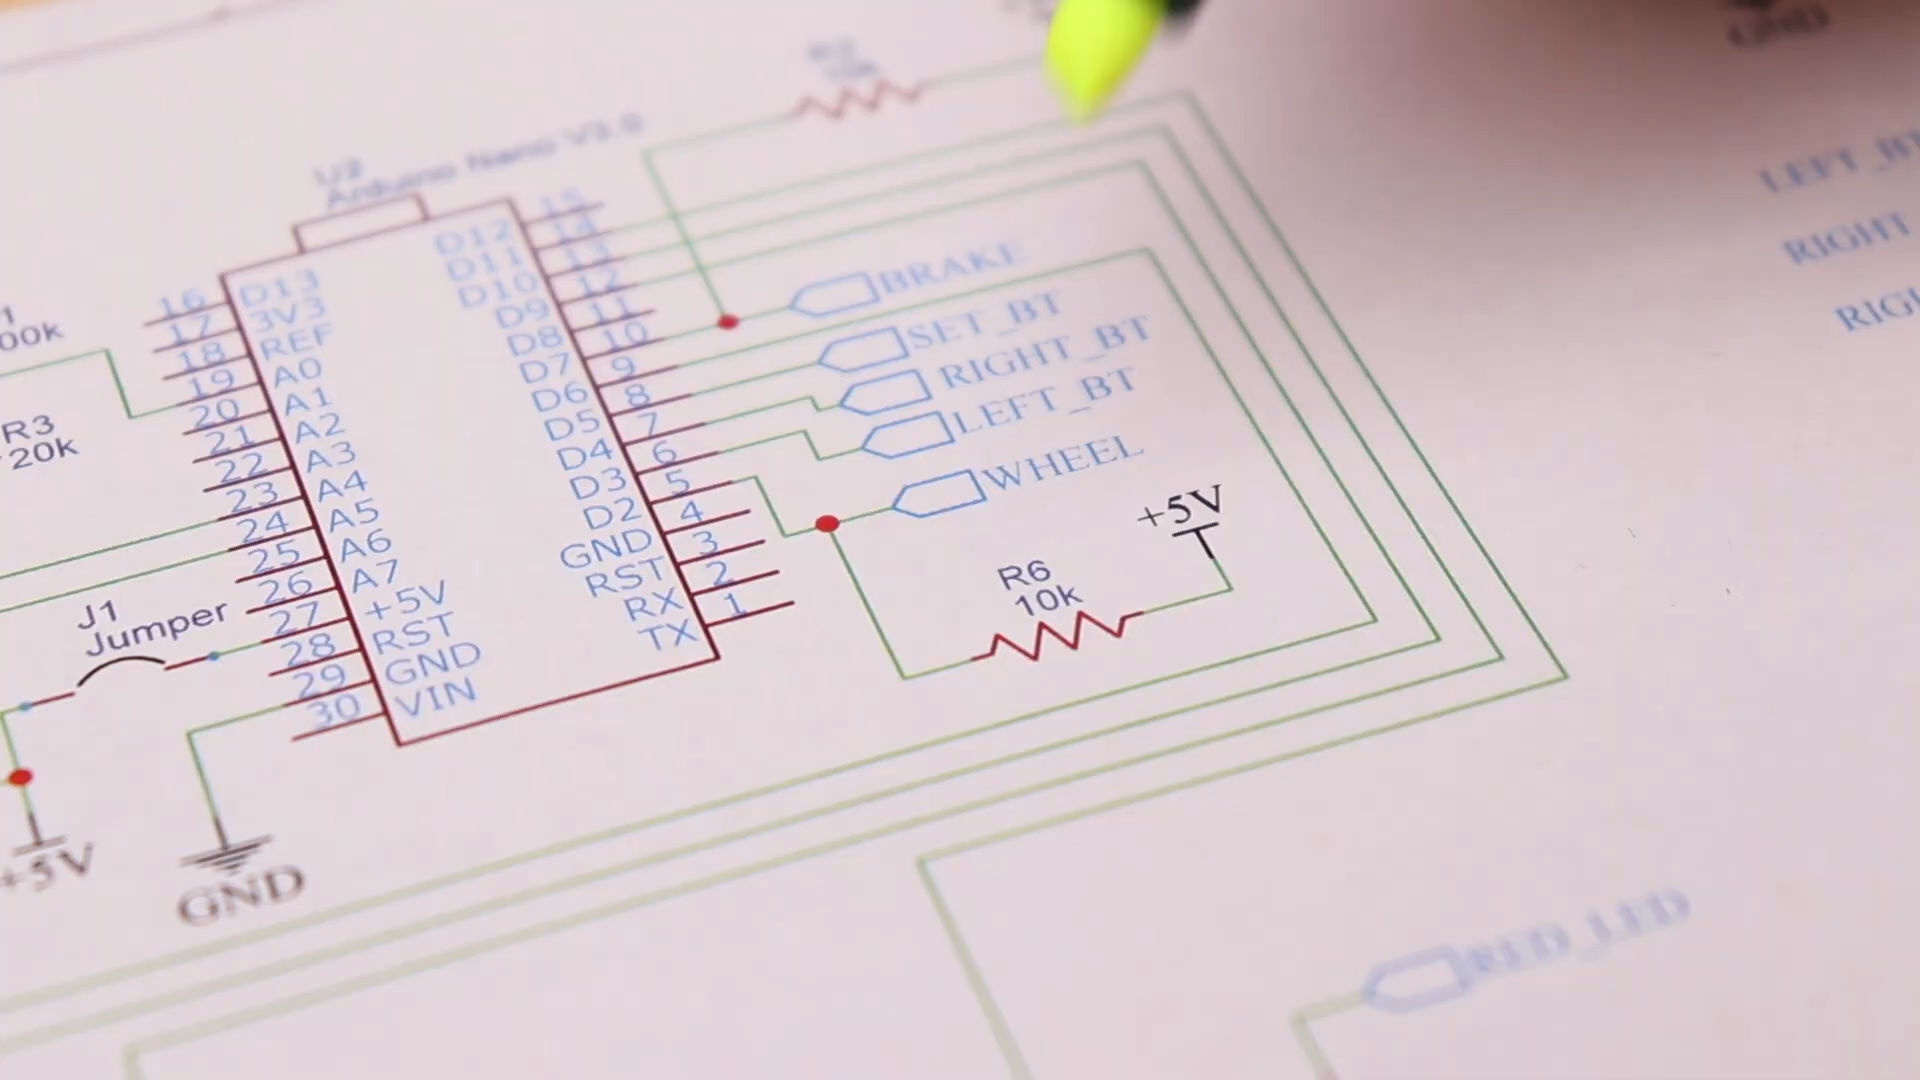 GND
R2
10k
U2
Arduino Nano V3.0
16
17
18
19
20
21
22
23
24
25
26
27
28
29
30
D13
3V3
REF
A0
A1
A2
A3
A4
A5
A6
A7
+5V
RST
GND
VIN
D12
D11
D10
D9
D8
D7
D6
D5
D4
D3
D2
GND
RST
RX
TX
15
14
13
12
11
10
9
8
7
6
5
4
3
2
1
BRAKE
SET_BT
RIGHT_BT
LEFT_BT
WHEEL
+5V
R6
10k
R3
20k
J1
Jumper
+5V
GND
RED_LED
RIGHT